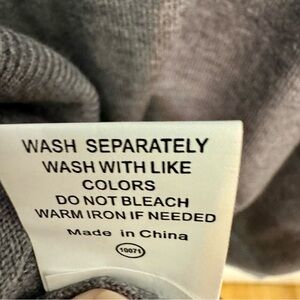 WASH SEPARATELY
WASH WITH LIKE
COLORS
DO NOT BLEACH
WARM IRON IF NEEDED
Made in China
10071